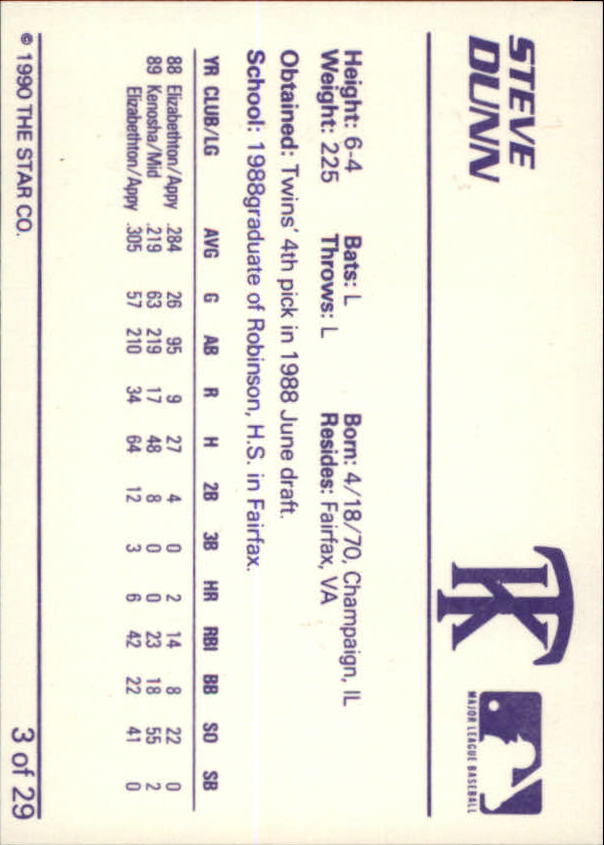 STEVE
DUNN
TK
MAJOR LEAGUE BASEBALL
Height: 6-4 Bats: L Born: 4/18/70, Champaign, IL
Weight: 225 Throws: L Resides: Fairfax, VA
Obtained: Twins' 4th pick in 1988 June draft.
School: 1988graduate of Robinson, H.S. in Fairfax.
YR CLUB/LG AVG G AB R H 2B 3B HR RBI BB SO SB
88 Elizabethton/Appy .284 26 95 9 27 4 0 2 14 8 22 0
89 Kenosha/Mid .219 63 219 17 48 8 0 0 23 18 55 2
Elizabethton/Appy .305 57 210 34 64 12 3 6 42 22 41 0
© 1990 THE STAR CO. 3 of 29